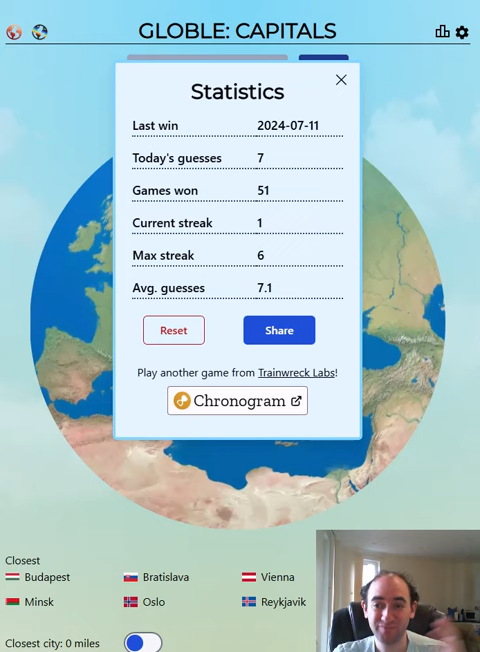 GLOBLE: CAPITALS
Statistics
Last win 2024-07-11
Today's guesses 7
Games won 51
Current streak 1
Max streak 6
Avg. guesses 7.1
Reset Share
Play another game from Trainwreck Labs!
Chronogram
Closest
Budapest Bratislava Vienna
Minsk Oslo Reykjavik
Closest city: 0 miles